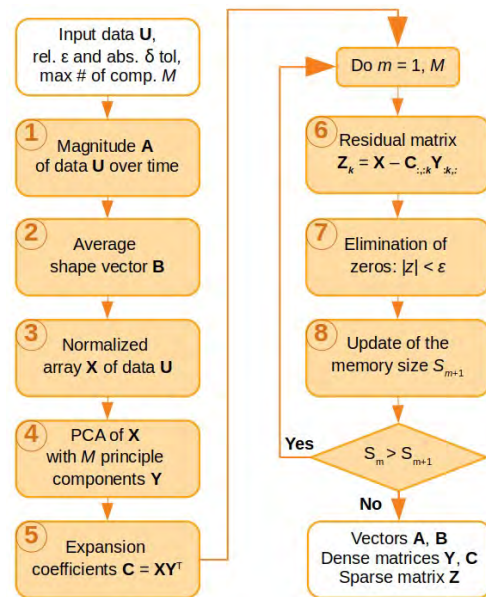 Input data U,
rel. ε and abs. δ tol,
max # of comp. M
1
Magnitude A
of data U over time
2
Average
shape vector B
3
Normalized
array X of data U
4
PCA of X
with M principle
components Y
5
Expansion
coefficients C = XYᵀ
Do m = 1, M
6
Residual matrix
Zₖ = X – C:,:k Y:k,:
7
Elimination of
zeros: |z| < ε
8
Update of the
memory size Sm+1
Yes
Sm > Sm+1
No
Vectors A, B
Dense matrices Y, C
Sparse matrix Z